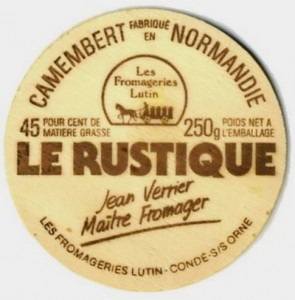 CAMEMBERT FABRIQUÉ EN NORMANDIE
Les
Fromageries
Lutin
45 POUR CENT DE MATIÈRE GRASSE
250g POIDS NET A L'EMBALLAGE
LE RUSTIQUE
Jean Verrier
Maître Fromager
LES FROMAGERIES LUTIN - CONDÉ-S/S ORNE